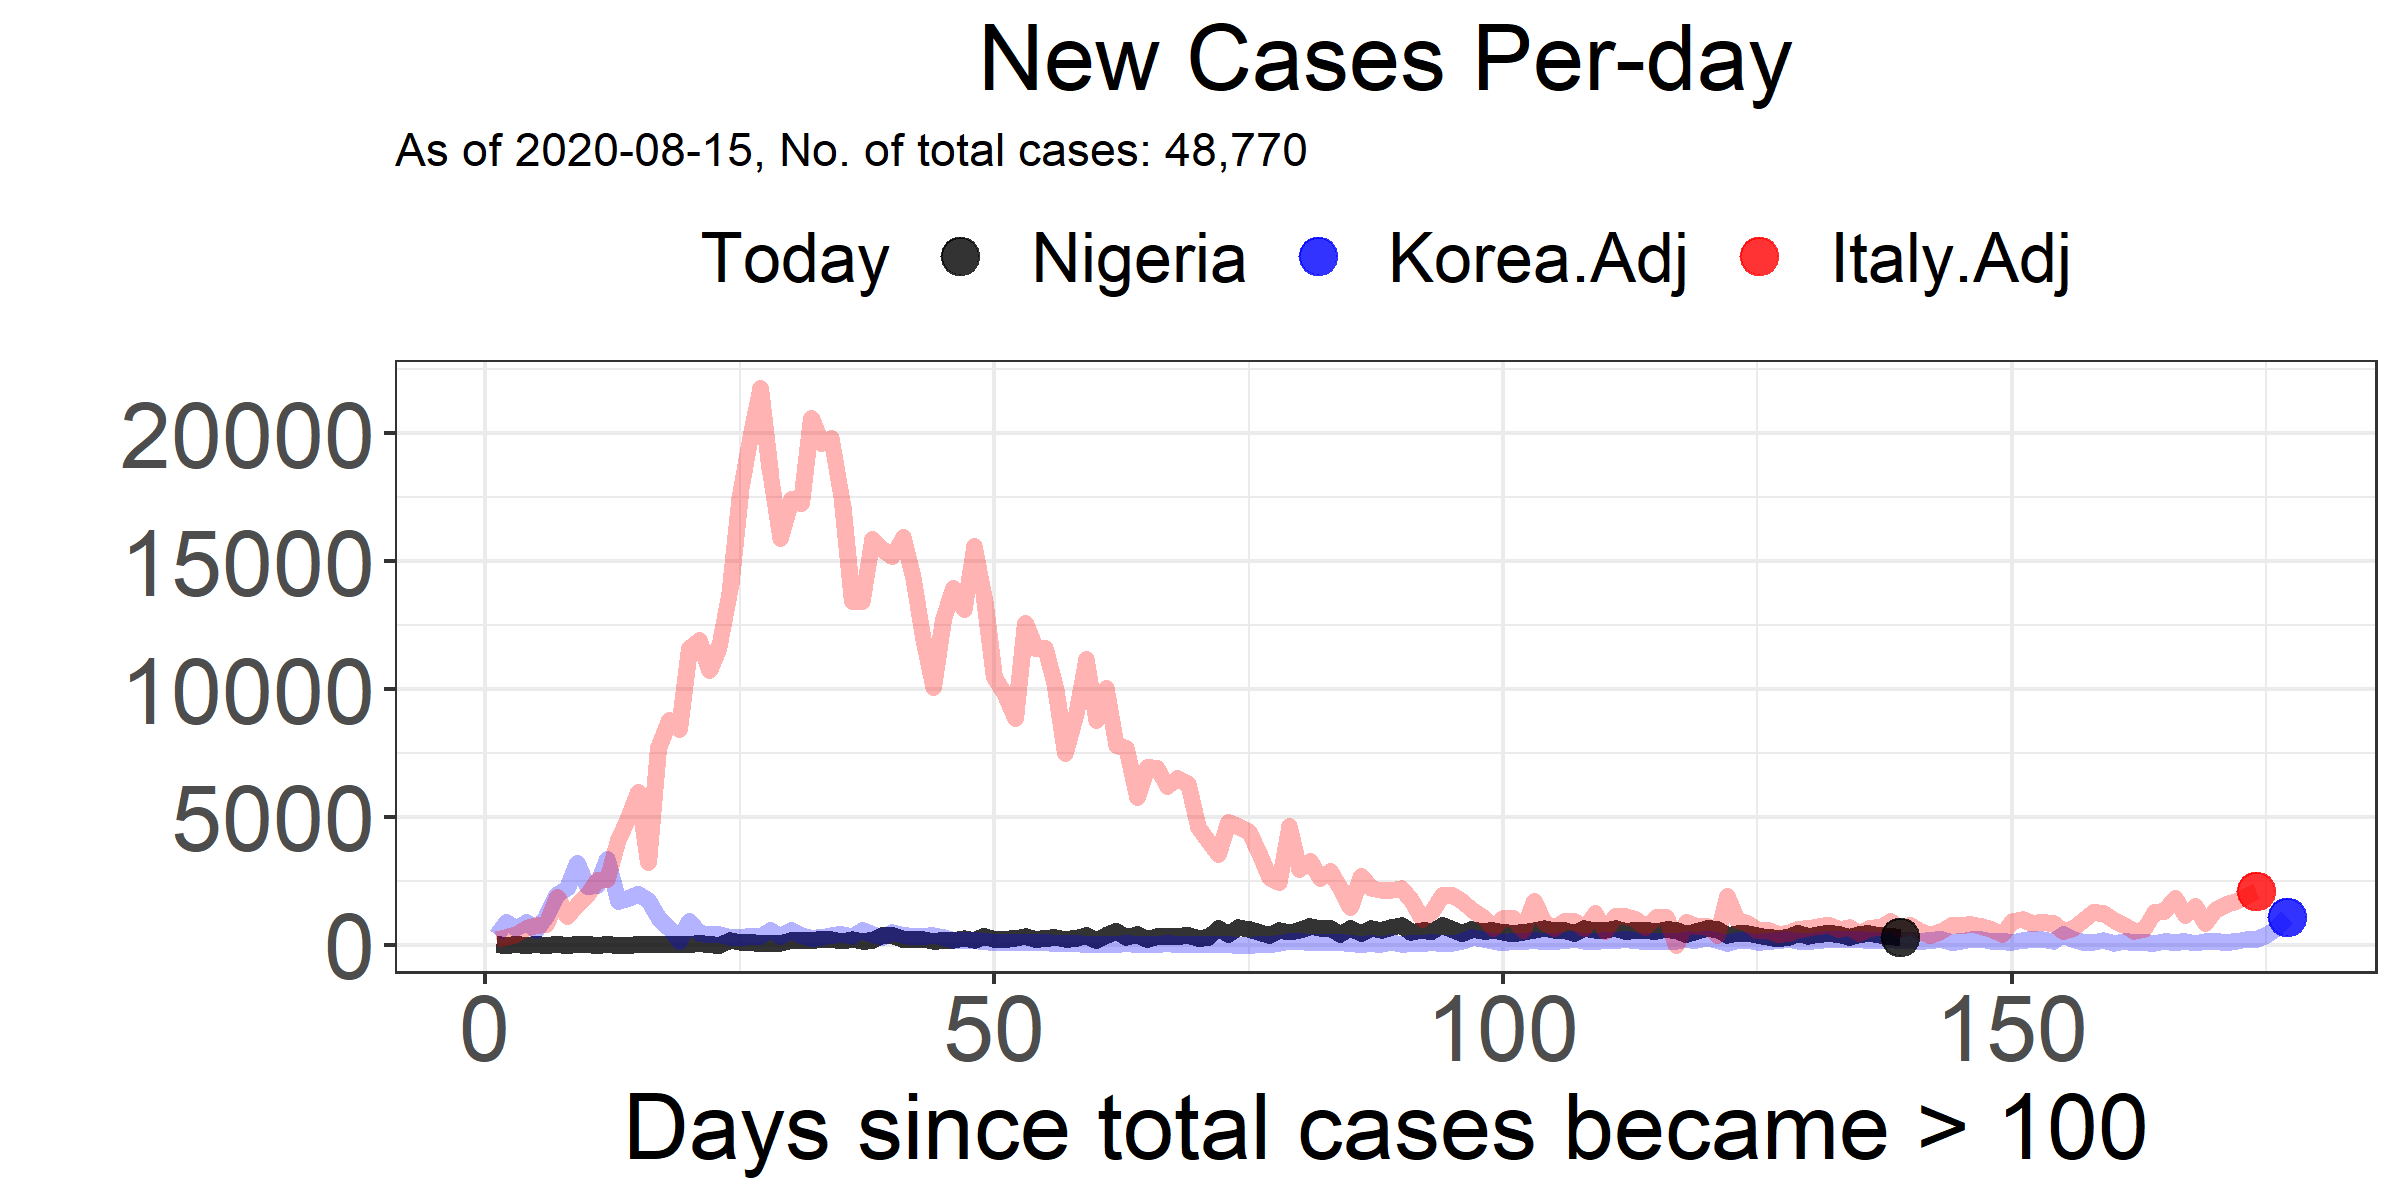 New Cases Per-day
As of 2020-08-15, No. of total cases: 48,770
Today Nigeria Korea.Adj Italy.Adj
20000
15000
10000
5000
0
0 50 100 150
Days since total cases became > 100